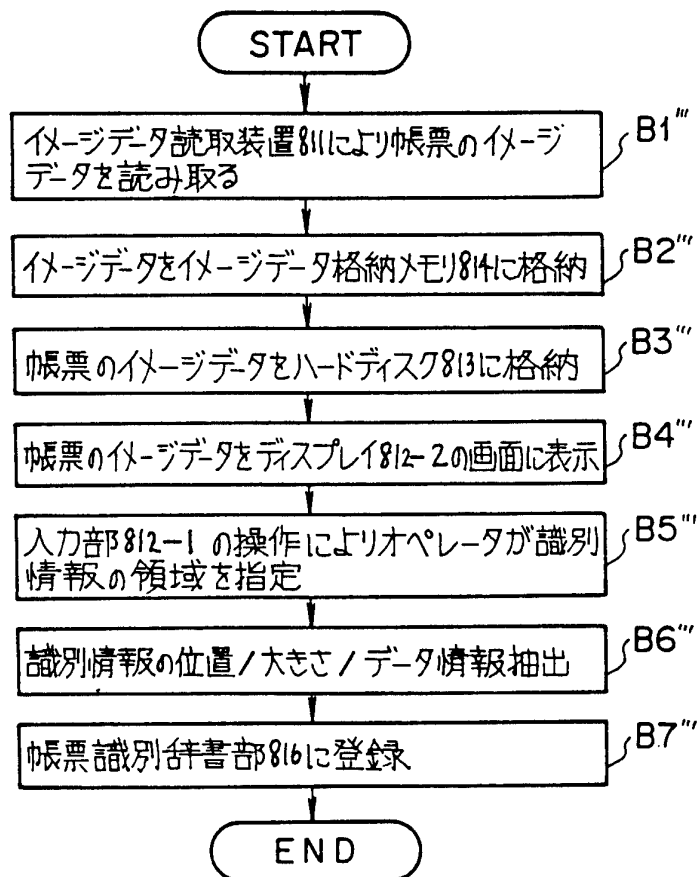 START
イメージデータ読取装置811により帳票のイメージ
データを読み取る
B1'''
イメージデータをイメージデータ格納メモリ814に格納
B2'''
帳票のイメージデータをハードディスク813に格納
B3'''
帳票のイメージデータをディスプレイ812-2の画面に表示
B4'''
入力部812-1の操作によりオペレータが識別
情報の領域を指定
B5'''
識別情報の位置/大きさ/データ情報抽出
B6'''
帳票識別辞書部816に登録
B7'''
END